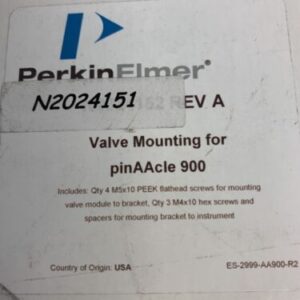 PerkinElmer®
N2024151
REV A
Valve Mounting for
pinAAcle 900
Includes: Qty 4 M5x10 PEEK flathead screws for mounting
valve module to bracket, Qty 3 M4x10 hex screws and
spacers for mounting bracket to instrument
Country of Origin: USA
ES-2999-AA900-R2